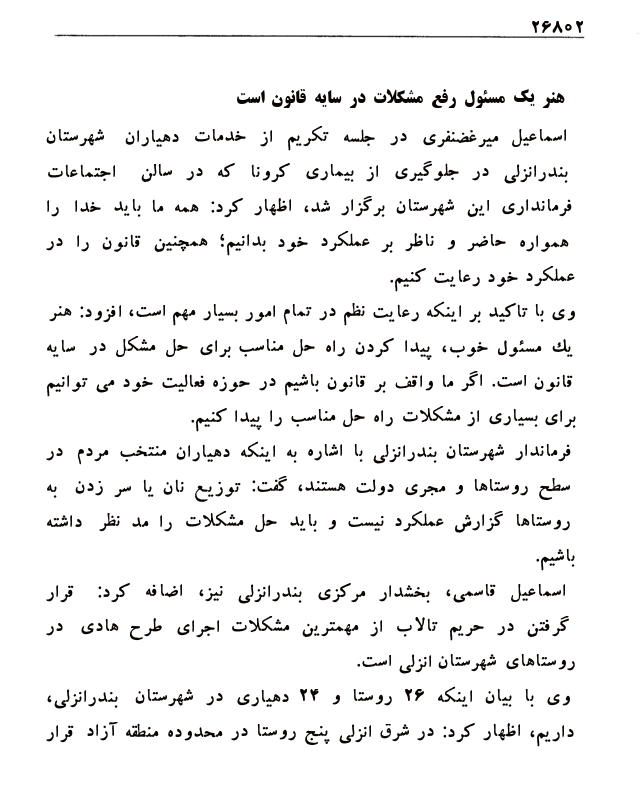 ۲۶۸۰۲
هنر یک مسئول رفع مشکلات در سایه قانون است
اسماعیل میرغضنفری در جلسه تکریم از خدمات دهیاران شهرستان
بندرانزلی در جلوگیری از بیماری کرونا که در سالن اجتماعات
فرمانداری این شهرستان برگزار شد، اظهار کرد: همه ما باید خدا را
همواره حاضر و ناظر بر عملکرد خود بدانیم؛ همچنین قانون را در
عملکرد خود رعایت کنیم.
وی با تاکید بر اینکه رعایت نظم در تمام امور بسیار مهم است، افزود: هنر
یك مسئول خوب، پیدا کردن راه حل مناسب برای حل مشکل در سایه
قانون است. اگر ما واقف بر قانون باشیم در حوزه فعالیت خود می توانیم
برای بسیاری از مشکلات راه حل مناسب را پیدا کنیم.
فرماندار شهرستان بندرانزلی با اشاره به اینکه دهیاران منتخب مردم در
سطح روستاها و مجری دولت هستند، گفت: توزیع نان یا سر زدن به
روستاها گزارش عملکرد نیست و باید حل مشکلات را مد نظر داشته
باشیم.
اسماعیل قاسمی، بخشدار مرکزی بندرانزلی نیز، اضافه کرد: قرار
گرفتن در حریم تالاب از مهمترین مشکلات اجرای طرح هادی در
روستاهای شهرستان انزلی است.
وی با بیان اینکه ۲۶ روستا و ۲۴ دهیاری در شهرستان بندرانزلی،
داریم، اظهار کرد: در شرق انزلی پنج روستا در محدوده منطقه آزاد قرار